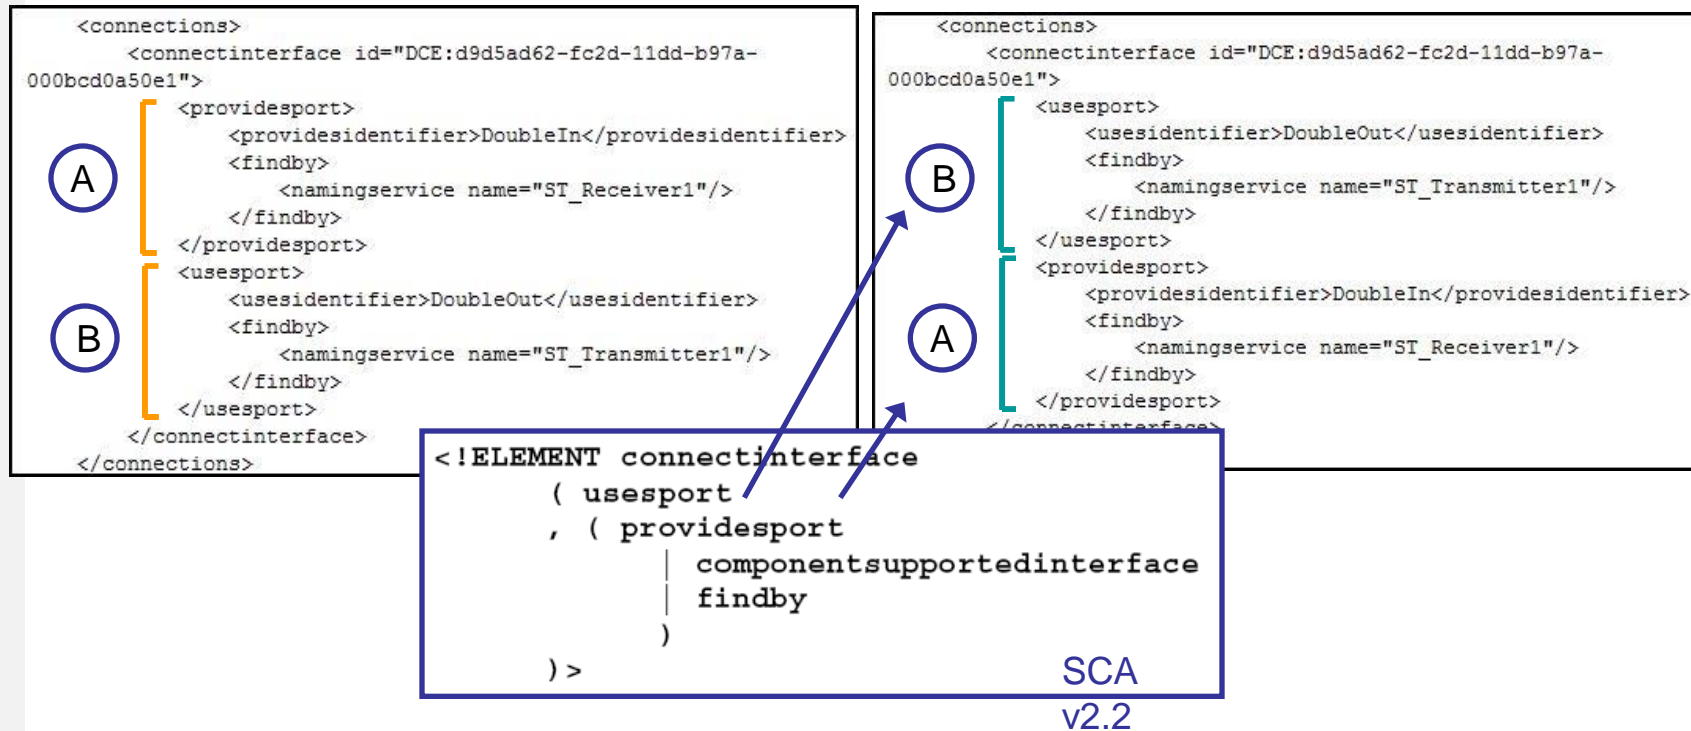 <connections>
<connectinterface id="DCE:d9d5ad62-fc2d-11dd-b97a-
000bcd0a50e1">
<providesport>
<providesidentifier>DoubleIn</providesidentifier>
<findby>
<namingservice name="ST_Receiver1"/>
</findby>
</providesport>
<usesport>
<usesidentifier>DoubleOut</usesidentifier>
<findby>
<namingservice name="ST_Transmitter1"/>
</findby>
</usesport>
</connectinterface>
</connections>
A
B
<connections>
<connectinterface id="DCE:d9d5ad62-fc2d-11dd-b97a-
000bcd0a50e1">
<usesport>
<usesidentifier>DoubleOut</usesidentifier>
<findby>
<namingservice name="ST_Transmitter1"/>
</findby>
</usesport>
<providesport>
<providesidentifier>DoubleIn</providesidentifier>
<findby>
<namingservice name="ST_Receiver1"/>
</findby>
</providesport>
</connectinterface>
B
A
<!ELEMENT connectinterface
( usesport
, ( providesport
| componentsupportedinterface
| findby
)
)>
SCA
v2.2